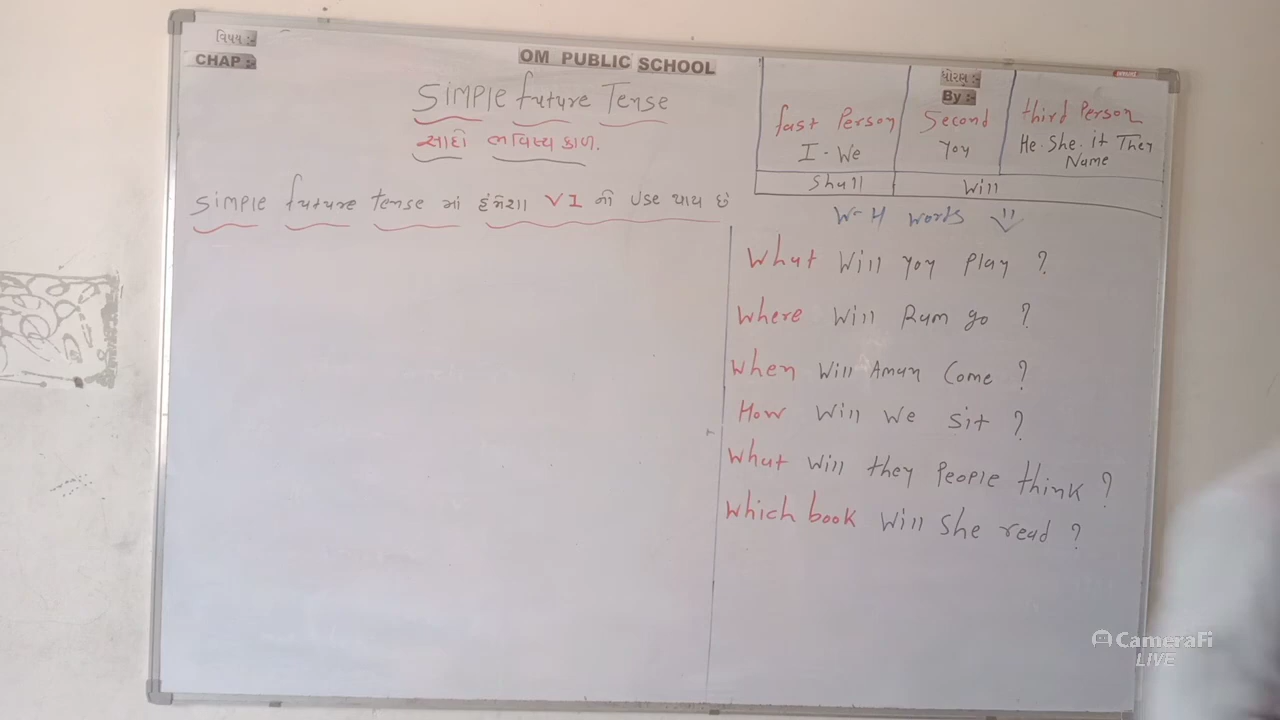 વિષય :-
CHAP :-
OM PUBLIC SCHOOL
Simple future Tense
સાદો ભવિષ્ય કાળ.
Simple future tense માં હંમેશા V1 નો use થાય છે
ધોરણ :-
By :-
fast Person
I - We
Second
You
third Person
He. She. it They
Name
Shall
Will
W-H words
What Will you Play ?
Where Will Ram go ?
When Will Aman Come ?
How Will We Sit ?
What Will they People think ?
Which book Will She read ?
CameraFi
LIVE